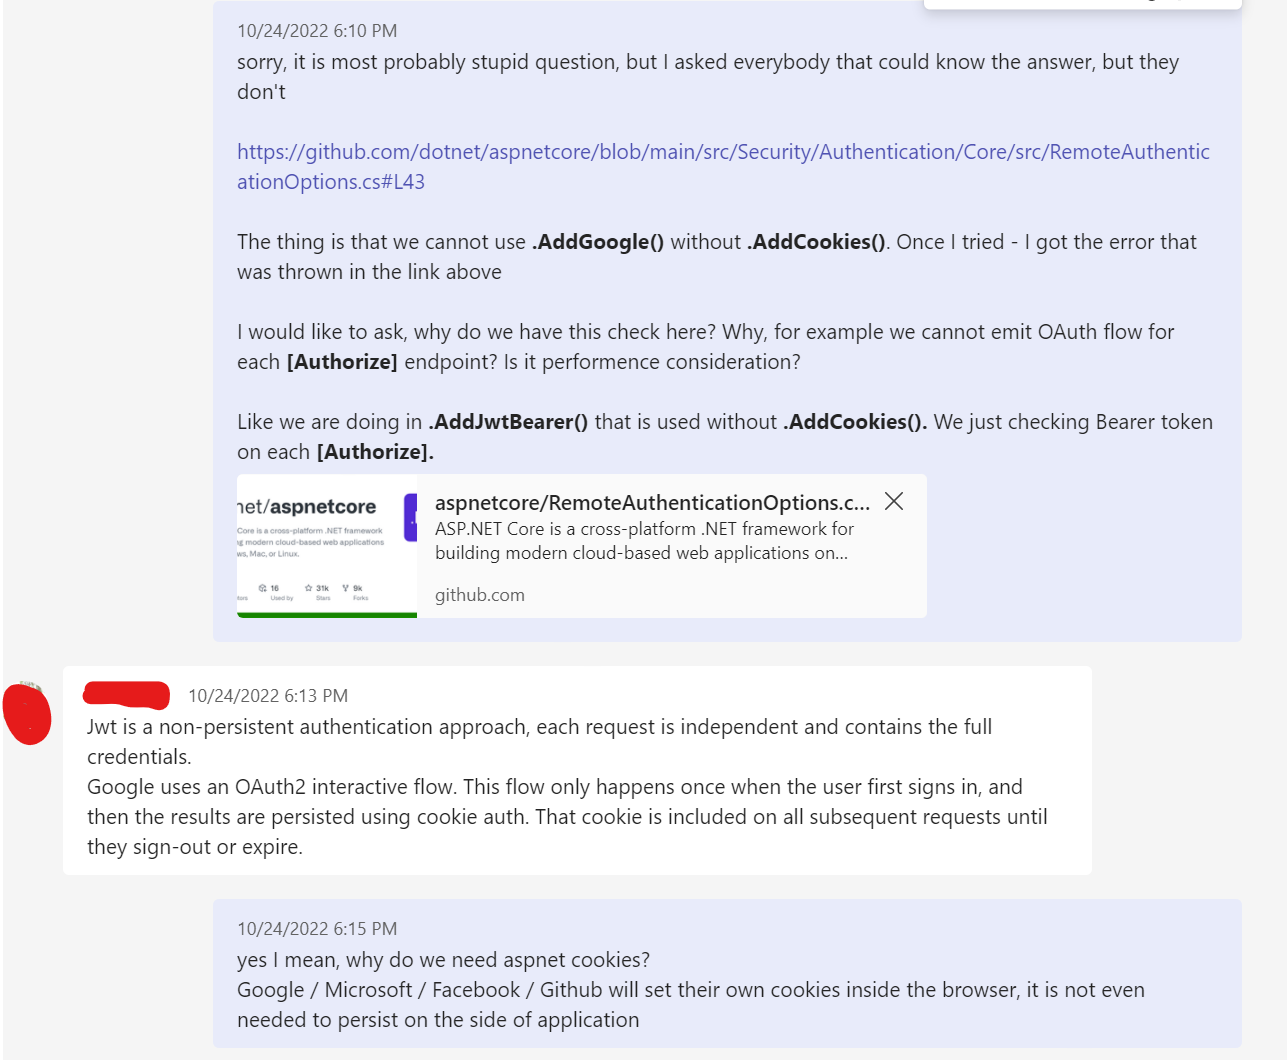 10/24/2022 6:10 PM
sorry, it is most probably stupid question, but I asked everybody that could know the answer, but they
don't
https://github.com/dotnet/aspnetcore/blob/main/src/Security/Authentication/Core/src/RemoteAuthentic
ationOptions.cs#L43
The thing is that we cannot use .AddGoogle() without .AddCookies(). Once I tried - I got the error that
was thrown in the link above
I would like to ask, why do we have this check here? Why, for example we cannot emit OAuth flow for
each [Authorize] endpoint? Is it performence consideration?
Like we are doing in .AddJwtBearer() that is used without .AddCookies(). We just checking Bearer token
on each [Authorize].
net/aspnetcore
Core is a cross-platform .NET framework
g modern cloud-based web applications
ws, Mac, or Linux.
16 31k 9k
tors Used by Stars Forks
aspnetcore/RemoteAuthenticationOptions.c...
ASP.NET Core is a cross-platform .NET framework for
building modern cloud-based web applications on...
github.com
10/24/2022 6:13 PM
Jwt is a non-persistent authentication approach, each request is independent and contains the full
credentials.
Google uses an OAuth2 interactive flow. This flow only happens once when the user first signs in, and
then the results are persisted using cookie auth. That cookie is included on all subsequent requests until
they sign-out or expire.
10/24/2022 6:15 PM
yes I mean, why do we need aspnet cookies?
Google / Microsoft / Facebook / Github will set their own cookies inside the browser, it is not even
needed to persist on the side of application